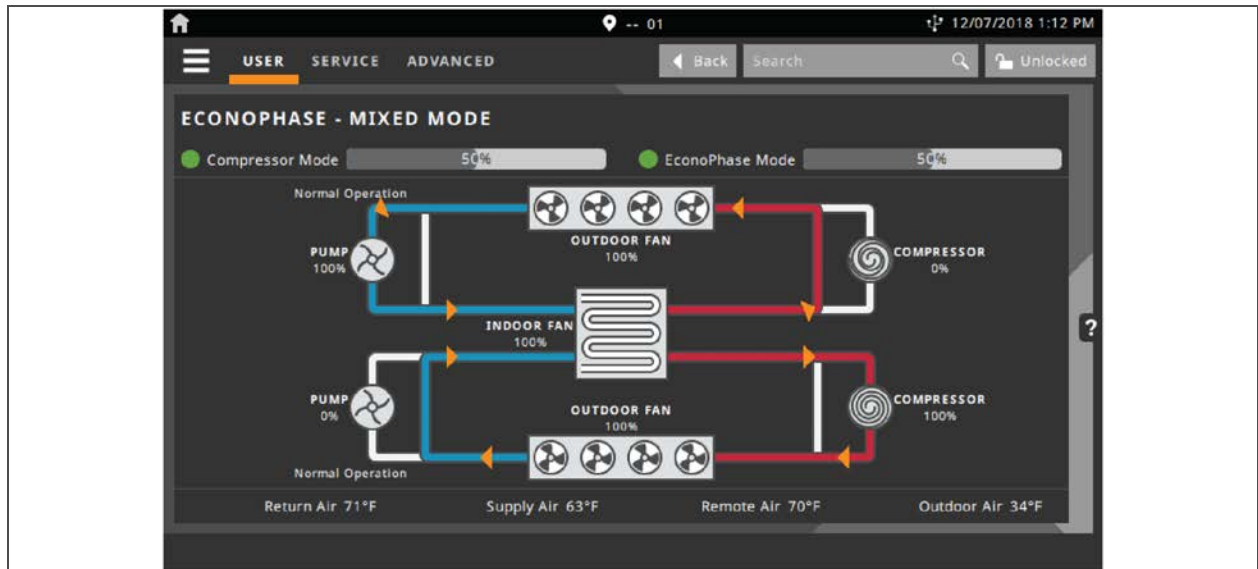 -- 01 12/07/2018 1:12 PM
USER SERVICE ADVANCED Back Search Unlocked
ECONOPHASE - MIXED MODE
Compressor Mode 50% EconoPhase Mode 50%
Normal Operation
OUTDOOR FAN
100%
PUMP
100%
COMPRESSOR
0%
INDOOR FAN
100%
?
PUMP
0%
OUTDOOR FAN
100%
COMPRESSOR
100%
Normal Operation
Return Air 71°F Supply Air 63°F Remote Air 70°F Outdoor Air 34°F